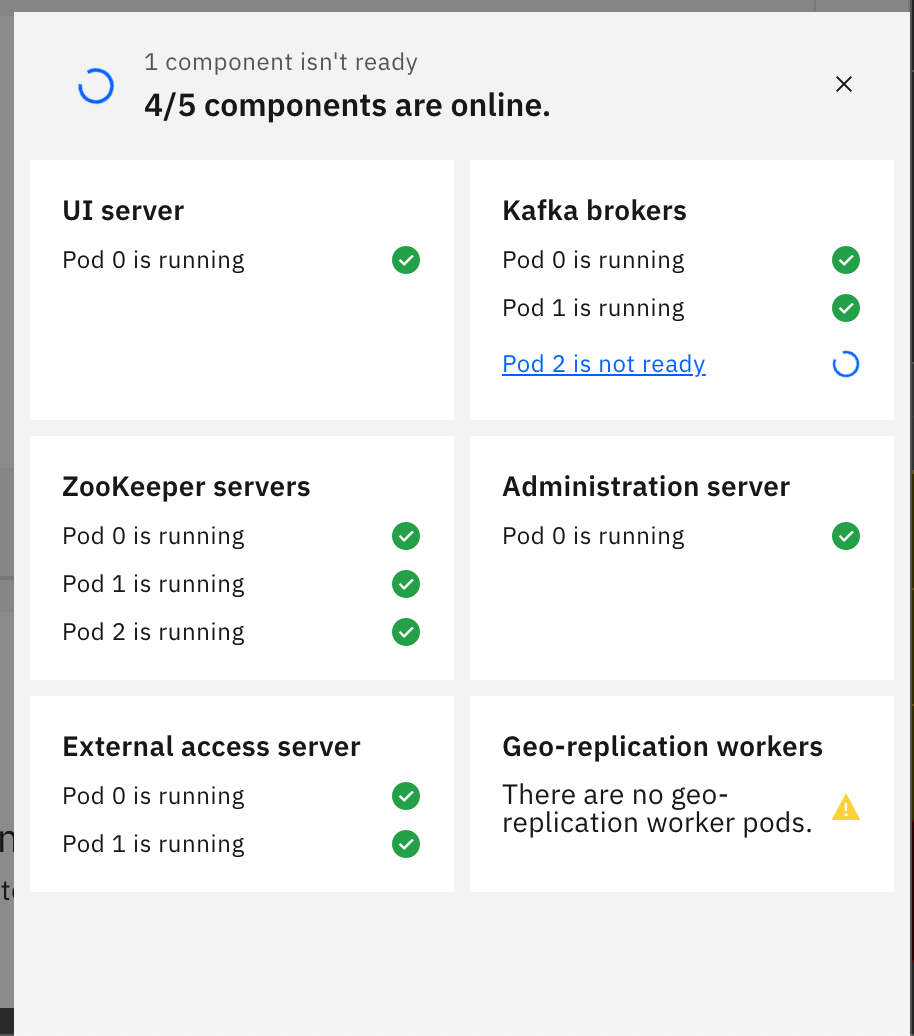 1 component isn't ready
4/5 components are online.
UI server
Pod 0 is running
Kafka brokers
Pod 0 is running
Pod 1 is running
Pod 2 is not ready
ZooKeeper servers
Pod 0 is running
Pod 1 is running
Pod 2 is running
Administration server
Pod 0 is running
External access server
Pod 0 is running
Pod 1 is running
Geo-replication workers
There are no geo-
replication worker pods.